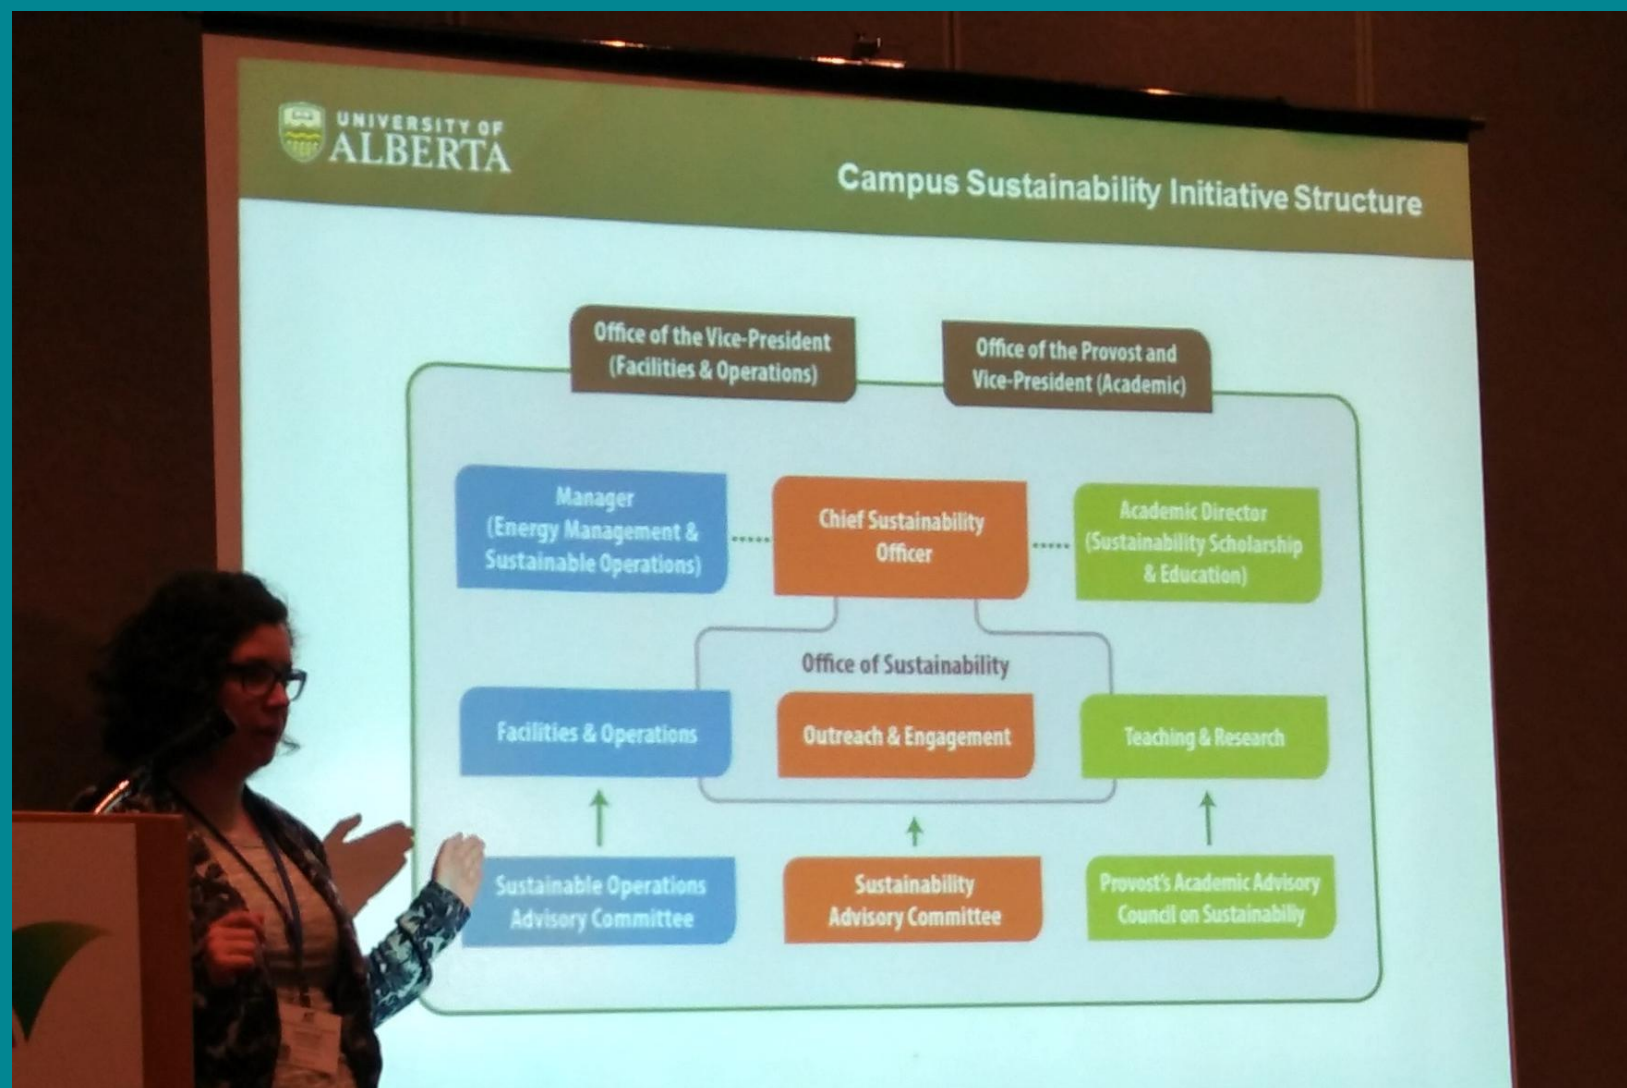 UNIVERSITY OF
ALBERTA
Campus Sustainability Initiative Structure
Office of the Vice-President
(Facilities & Operations)
Office of the Provost and
Vice-President (Academic)
Manager
(Energy Management &
Sustainable Operations)
Chief Sustainability
Officer
Academic Director
(Sustainability Scholarship
& Education)
Office of Sustainability
Facilities & Operations
Outreach & Engagement
Teaching & Research
Sustainable Operations
Advisory Committee
Sustainability
Advisory Committee
Provost's Academic Advisory
Council on Sustainability